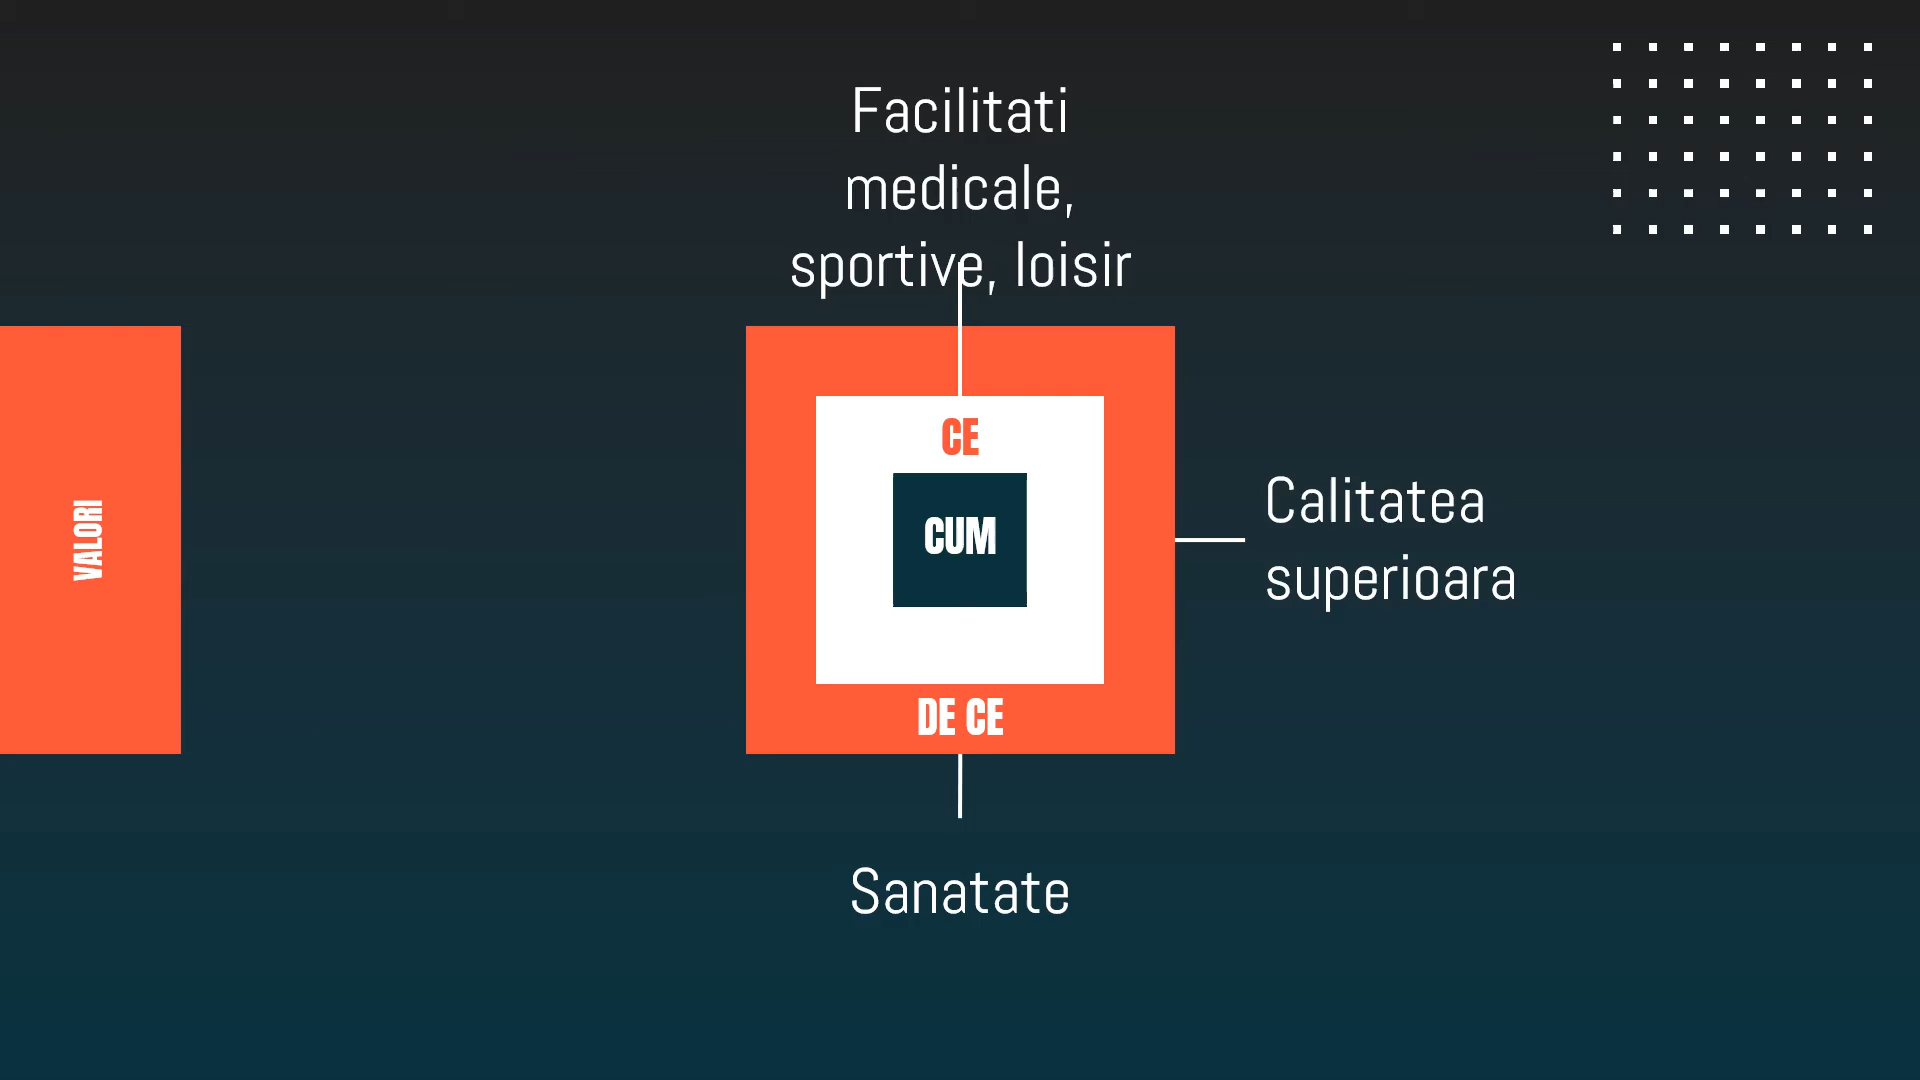 Facilitati
medicale,
sportive, loisir
VALORI
CE
CUM
DE CE
Calitatea
superioara
Sanatate